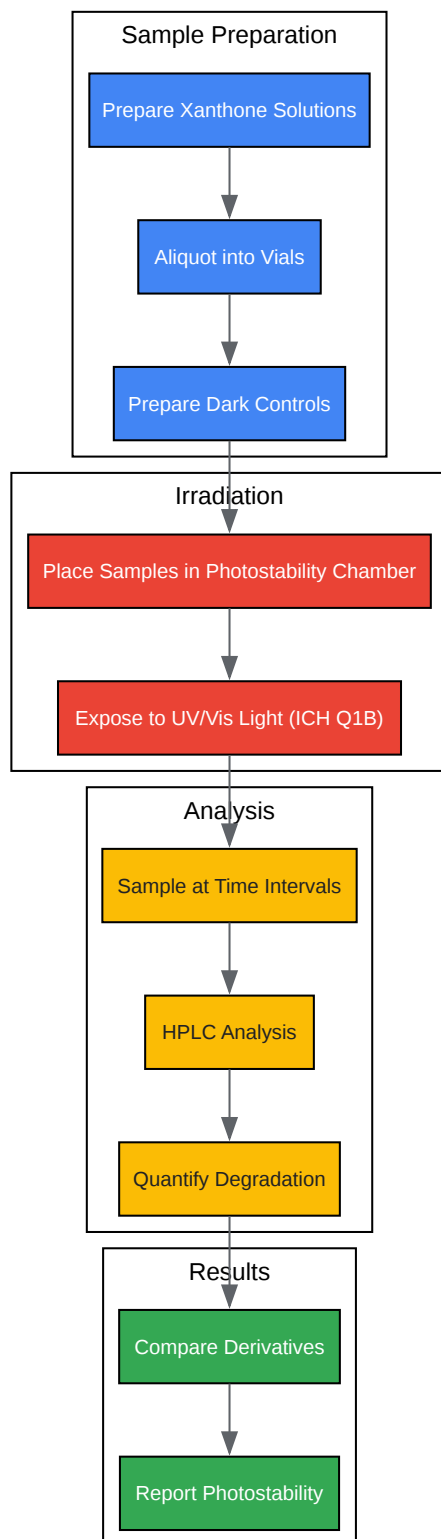 Sample Preparation
Prepare Xanthone Solutions
Aliquot into Vials
Prepare Dark Controls
Irradiation
Place Samples in Photostability Chamber
Expose to UV/Vis Light (ICH Q1B)
Analysis
Sample at Time Intervals
HPLC Analysis
Quantify Degradation
Results
Compare Derivatives
Report Photostability